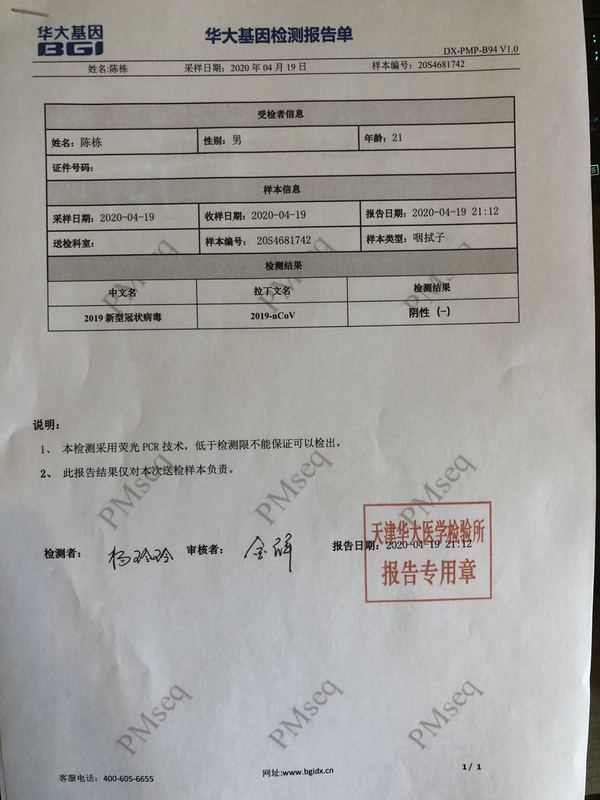 华大基因
BGI
华大基因检测报告单
DX-PMP-B94 V1.0
姓名:陈栋 采样日期: 2020 年 04 月 19 日 样本编号: 20S4681742
受检者信息
姓名: 陈栋 性别: 男 年龄: 21
证件号码:
样本信息
采样日期: 2020-04-19 收样日期: 2020-04-19 报告日期: 2020-04-19 21:12
送检科室: 样本编号: 20S4681742 样本类型: 咽拭子
检测结果
中文名 拉丁文名 检测结果
2019 新型冠状病毒 2019-nCoV 阴性 (-)
PMseq PMseq PMseq
说明:
1、 本检测采用荧光 PCR 技术，低于检测限不能保证可以检出。
2、 此报告结果仅对本次送检样本负责。
PMseq PMseq PMseq
天津华大医学检验所
检测者: 杨玲玲 审核者: 报告日期: 2020-04-19 21:12
报告专用章
PMseq PMseq PMseq
客服电话: 400-605-6655 网址:www.bgidx.cn 1 / 1